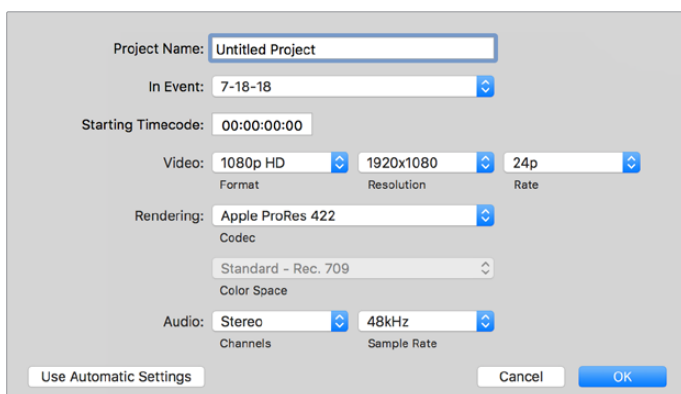 Project Name: Untitled Project
In Event: 7-18-18
Starting Timecode: 00:00:00:00
Video: 1080p HD 1920x1080 24p
Format Resolution Rate
Rendering: Apple ProRes 422
Codec
Standard - Rec. 709
Color Space
Audio: Stereo 48kHz
Channels Sample Rate
Use Automatic Settings Cancel OK